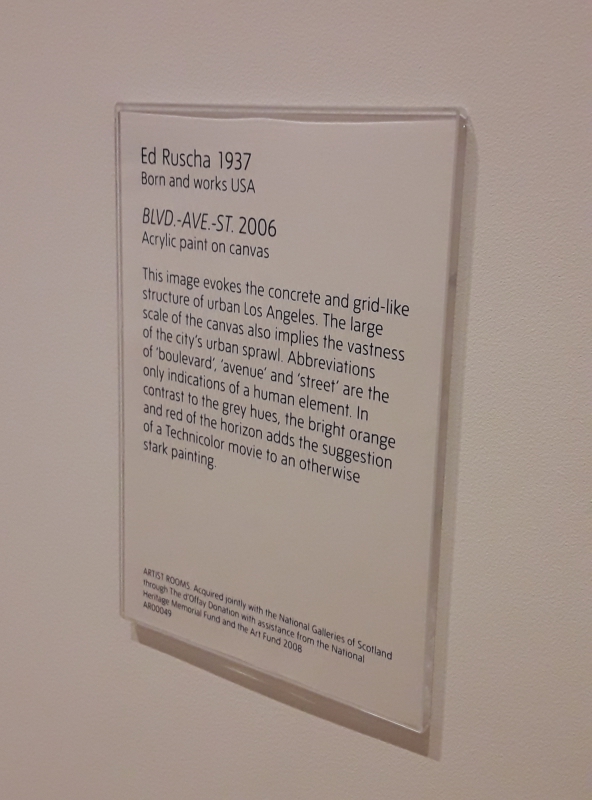 Ed Ruscha 1937
Born and works USA
BLVD.-AVE.-ST. 2006
Acrylic paint on canvas
This image evokes the concrete and grid-like
structure of urban Los Angeles. The large
scale of the canvas also implies the vastness
of the city's urban sprawl. Abbreviations
of 'boulevard', 'avenue' and 'street' are the
only indications of a human element. In
contrast to the grey hues, the bright orange
and red of the horizon adds the suggestion
of a Technicolor movie to an otherwise
stark painting.
ARTIST ROOMS. Acquired jointly with the National Galleries of Scotland
through The d'Offay Donation with assistance from the National
Heritage Memorial Fund and the Art Fund 2008
AR00049